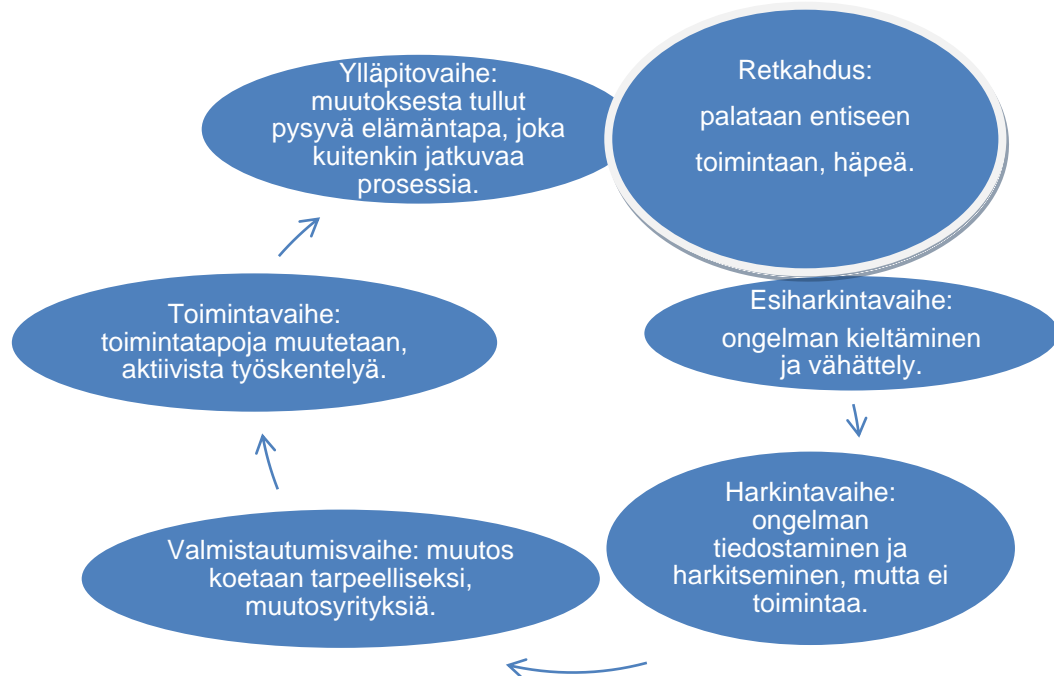 Ylläpitovaihe:
muutoksesta tullut
pysyvä elämäntapa, joka
kuitenkin jatkuvaa
prosessia.
Retkahdus:
palataan entiseen
toimintaan, häpeä.
Esiharkintavaihe:
ongelman kieltäminen
ja vähättely.
Harkintavaihe:
ongelman
tiedostaminen ja
harkitseminen, mutta ei
toimintaa.
Valmistautumisvaihe: muutos
koetaan tarpeelliseksi,
muutosyrityksiä.
Toimintavaihe:
toimintatapoja muutetaan,
aktiivista työskentelyä.